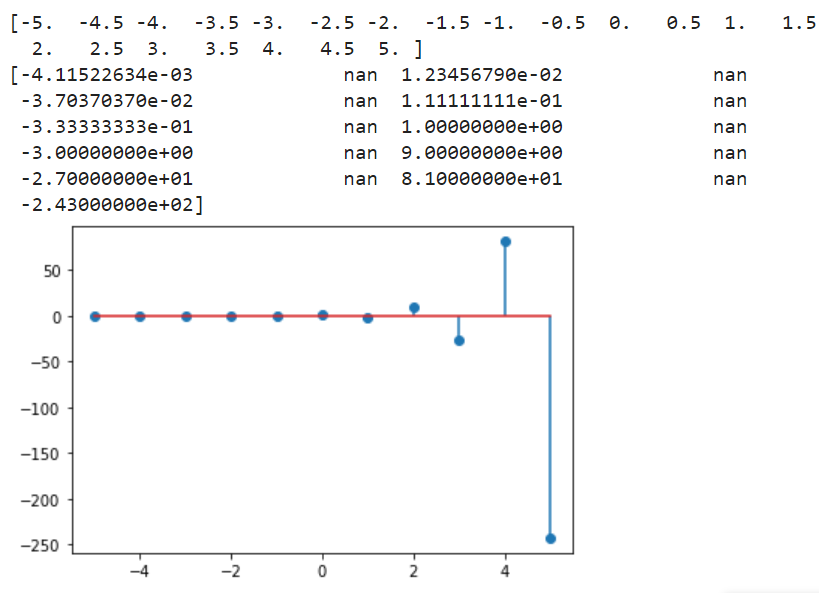 [-5.  -4.5 -4.  -3.5 -3.  -2.5 -2.  -1.5 -1.  -0.5  0.   0.5  1.   1.5
  2.   2.5  3.   3.5  4.   4.5  5. ]
[-4.11522634e-03             nan  1.23456790e-02             nan
 -3.70370370e-02             nan  1.11111111e-01             nan
 -3.33333333e-01             nan  1.00000000e+00             nan
 -3.00000000e+00             nan  9.00000000e+00             nan
 -2.70000000e+01             nan  8.10000000e+01             nan
 -2.43000000e+02]
50
0
−50
−100
−150
−200
−250
−4 −2 0 2 4